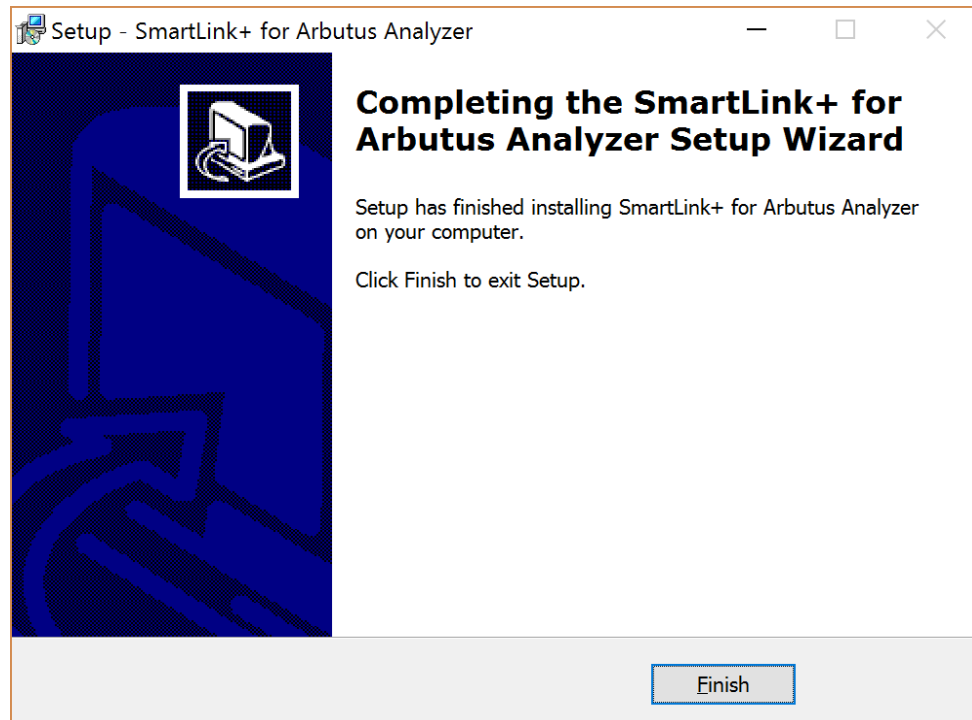 Setup - SmartLink+ for Arbutus Analyzer
Completing the SmartLink+ for
Arbutus Analyzer Setup Wizard
Setup has finished installing SmartLink+ for Arbutus Analyzer
on your computer.
Click Finish to exit Setup.
Finish